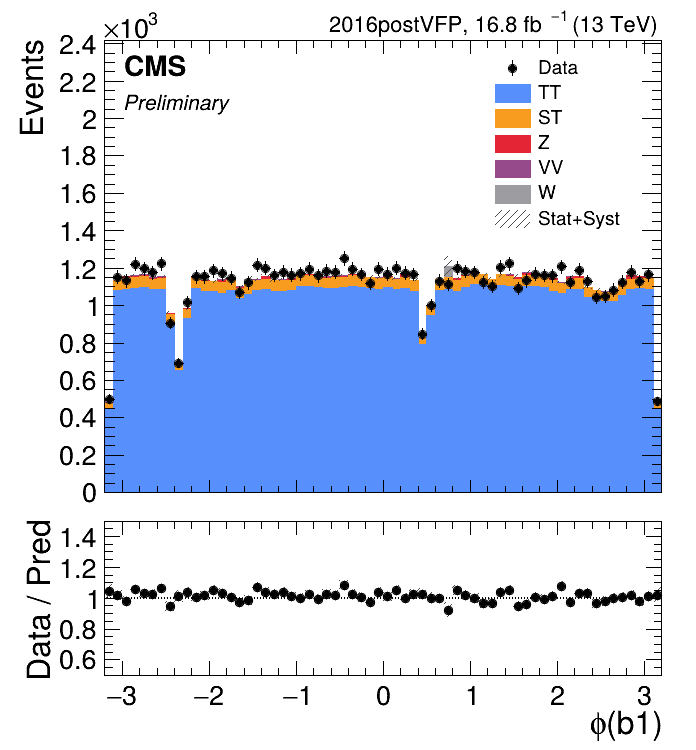 ×10³
2016postVFP, 16.8 fb ⁻¹ (13 TeV)
Events
CMS
Preliminary
Data
TT
ST
Z
VV
W
Stat+Syst
2.4
2.2
2
1.8
1.6
1.4
1.2
1
0.8
0.6
0.4
0.2
0
Data / Pred
1.4
1.2
1
0.8
0.6
−3 −2 −1 0 1 2 3
ϕ(b1)